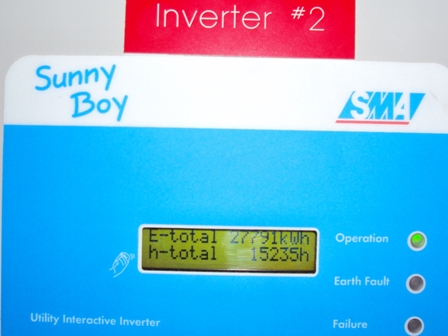 Inverter #2
Sunny
Boy
SMA
E-total 27791kWh
h-total 15235h
Operation
Earth Fault
Failure
Utility Interactive Inverter